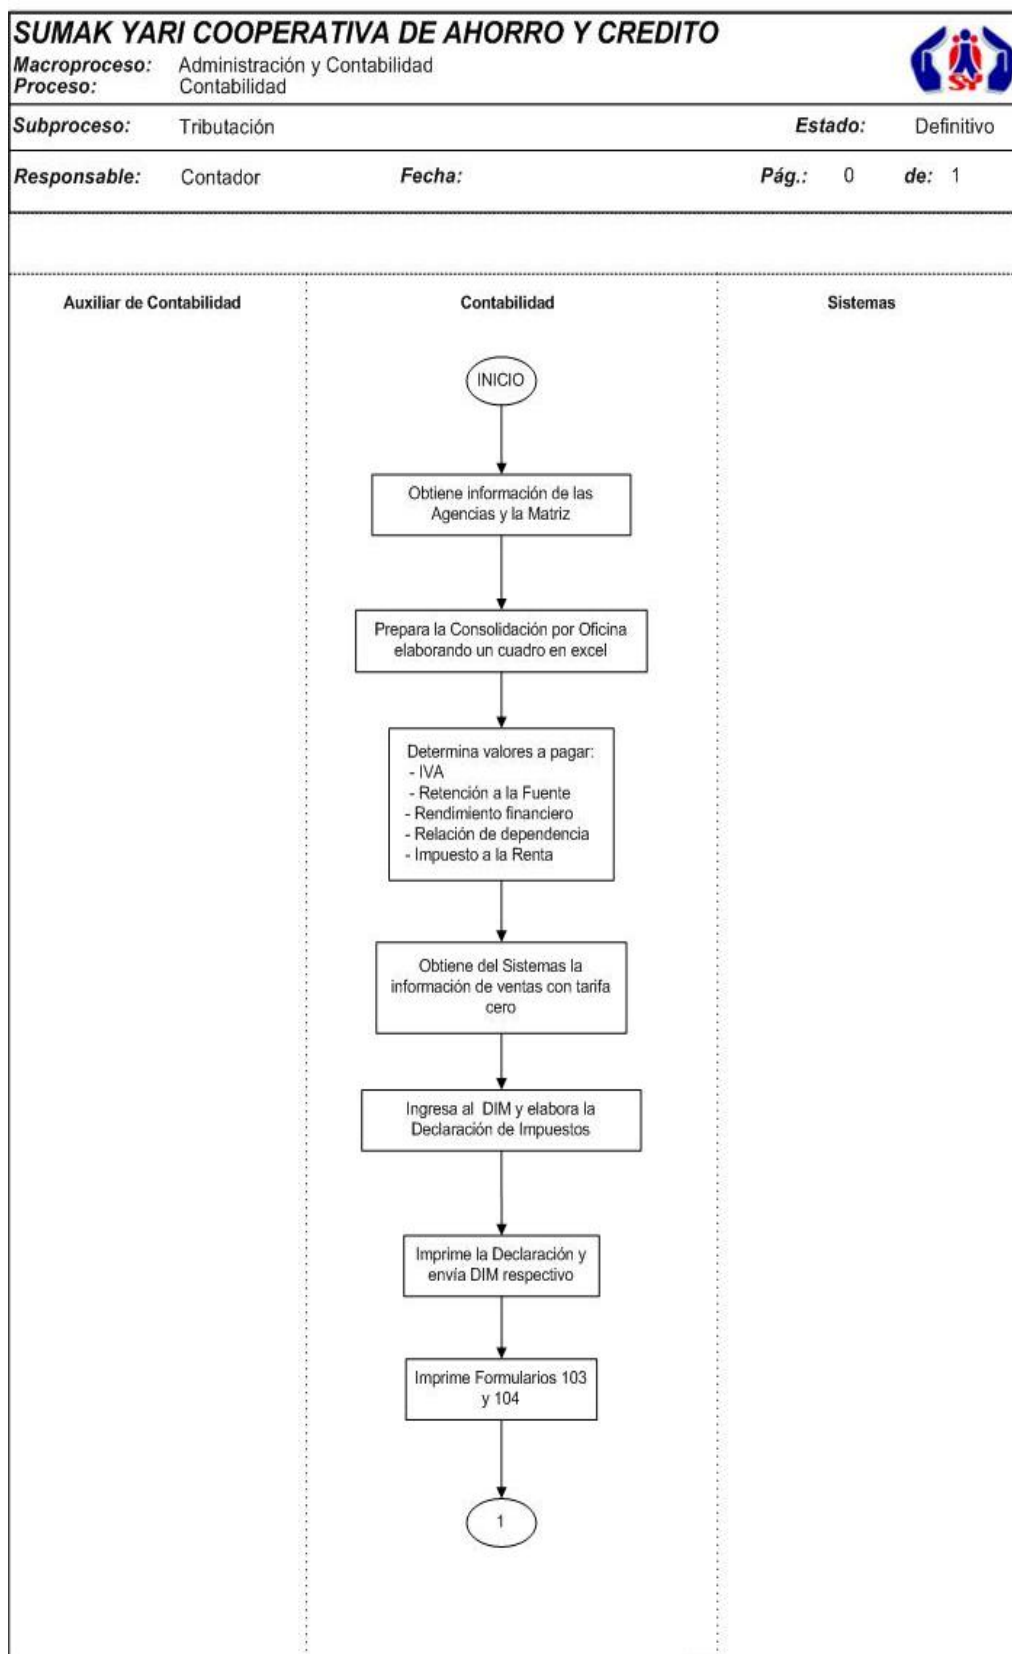 SUMAK YARI COOPERATIVA DE AHORRO Y CREDITO
Macroproceso: Administración y Contabilidad
Proceso: Contabilidad
SY
Subproceso: Tributación Estado: Definitivo
Responsable: Contador Fecha: Pág.: 0 de: 1
Auxiliar de Contabilidad Contabilidad Sistemas
INICIO
Obtiene información de las
Agencias y la Matriz
Prepara la Consolidación por Oficina
elaborando un cuadro en excel
Determina valores a pagar:
- IVA
- Retención a la Fuente
- Rendimiento financiero
- Relación de dependencia
- Impuesto a la Renta
Obtiene del Sistemas la
información de ventas con tarifa
cero
Ingresa al DIM y elabora la
Declaración de Impuestos
Imprime la Declaración y
envía DIM respectivo
Imprime Formularios 103
y 104
1